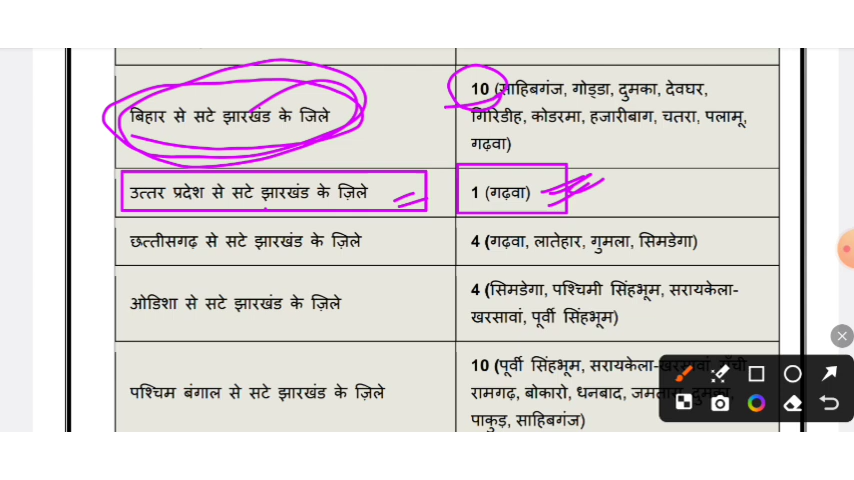 बिहार से सटे झारखंड के जिले
10 (साहिबगंज, गोड्डा, दुमका, देवघर,
गिरिडीह, कोडरमा, हजारीबाग, चतरा, पलामू,
गढ़वा)
उत्तर प्रदेश से सटे झारखंड के ज़िले
1 (गढ़वा)
छत्तीसगढ़ से सटे झारखंड के ज़िले
4 (गढ़वा, लातेहार, गुमला, सिमडेगा)
ओडिशा से सटे झारखंड के ज़िले
4 (सिमडेगा, पश्चिमी सिंहभूम, सरायकेला-
खरसावां, पूर्वी सिंहभूम)
पश्चिम बंगाल से सटे झारखंड के ज़िले
10 (पूर्वी सिंहभूम, सरायकेला-खरसावां, राँची
रामगढ़, बोकारो, धनबाद, जमतारा, दुमका,
पाकुड़, साहिबगंज)